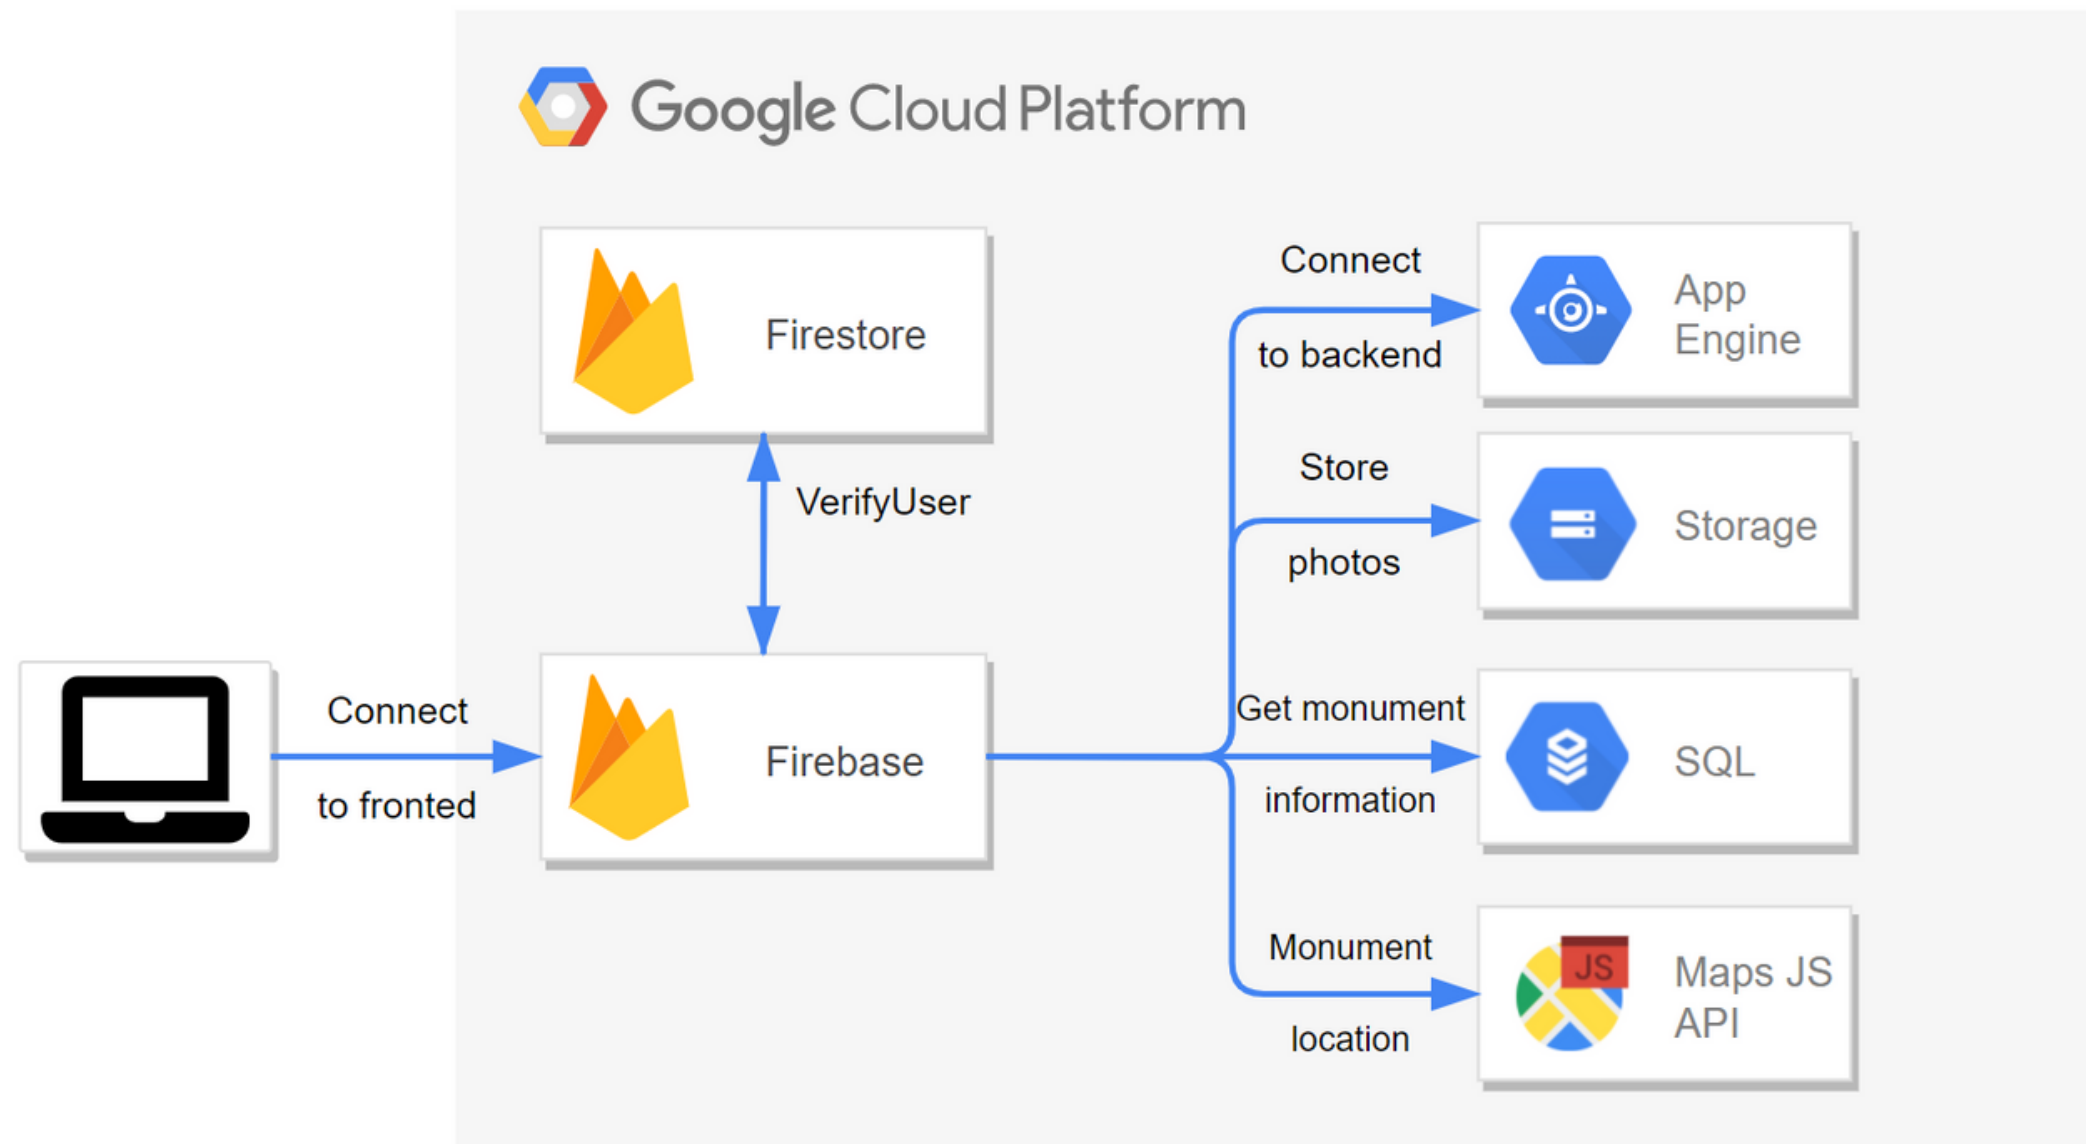 Google Cloud Platform
Firestore
VerifyUser
Connect
to fronted
Firebase
Connect
to backend
App
Engine
Store
photos
Storage
Get monument
information
SQL
Monument
location
JS
Maps JS
API